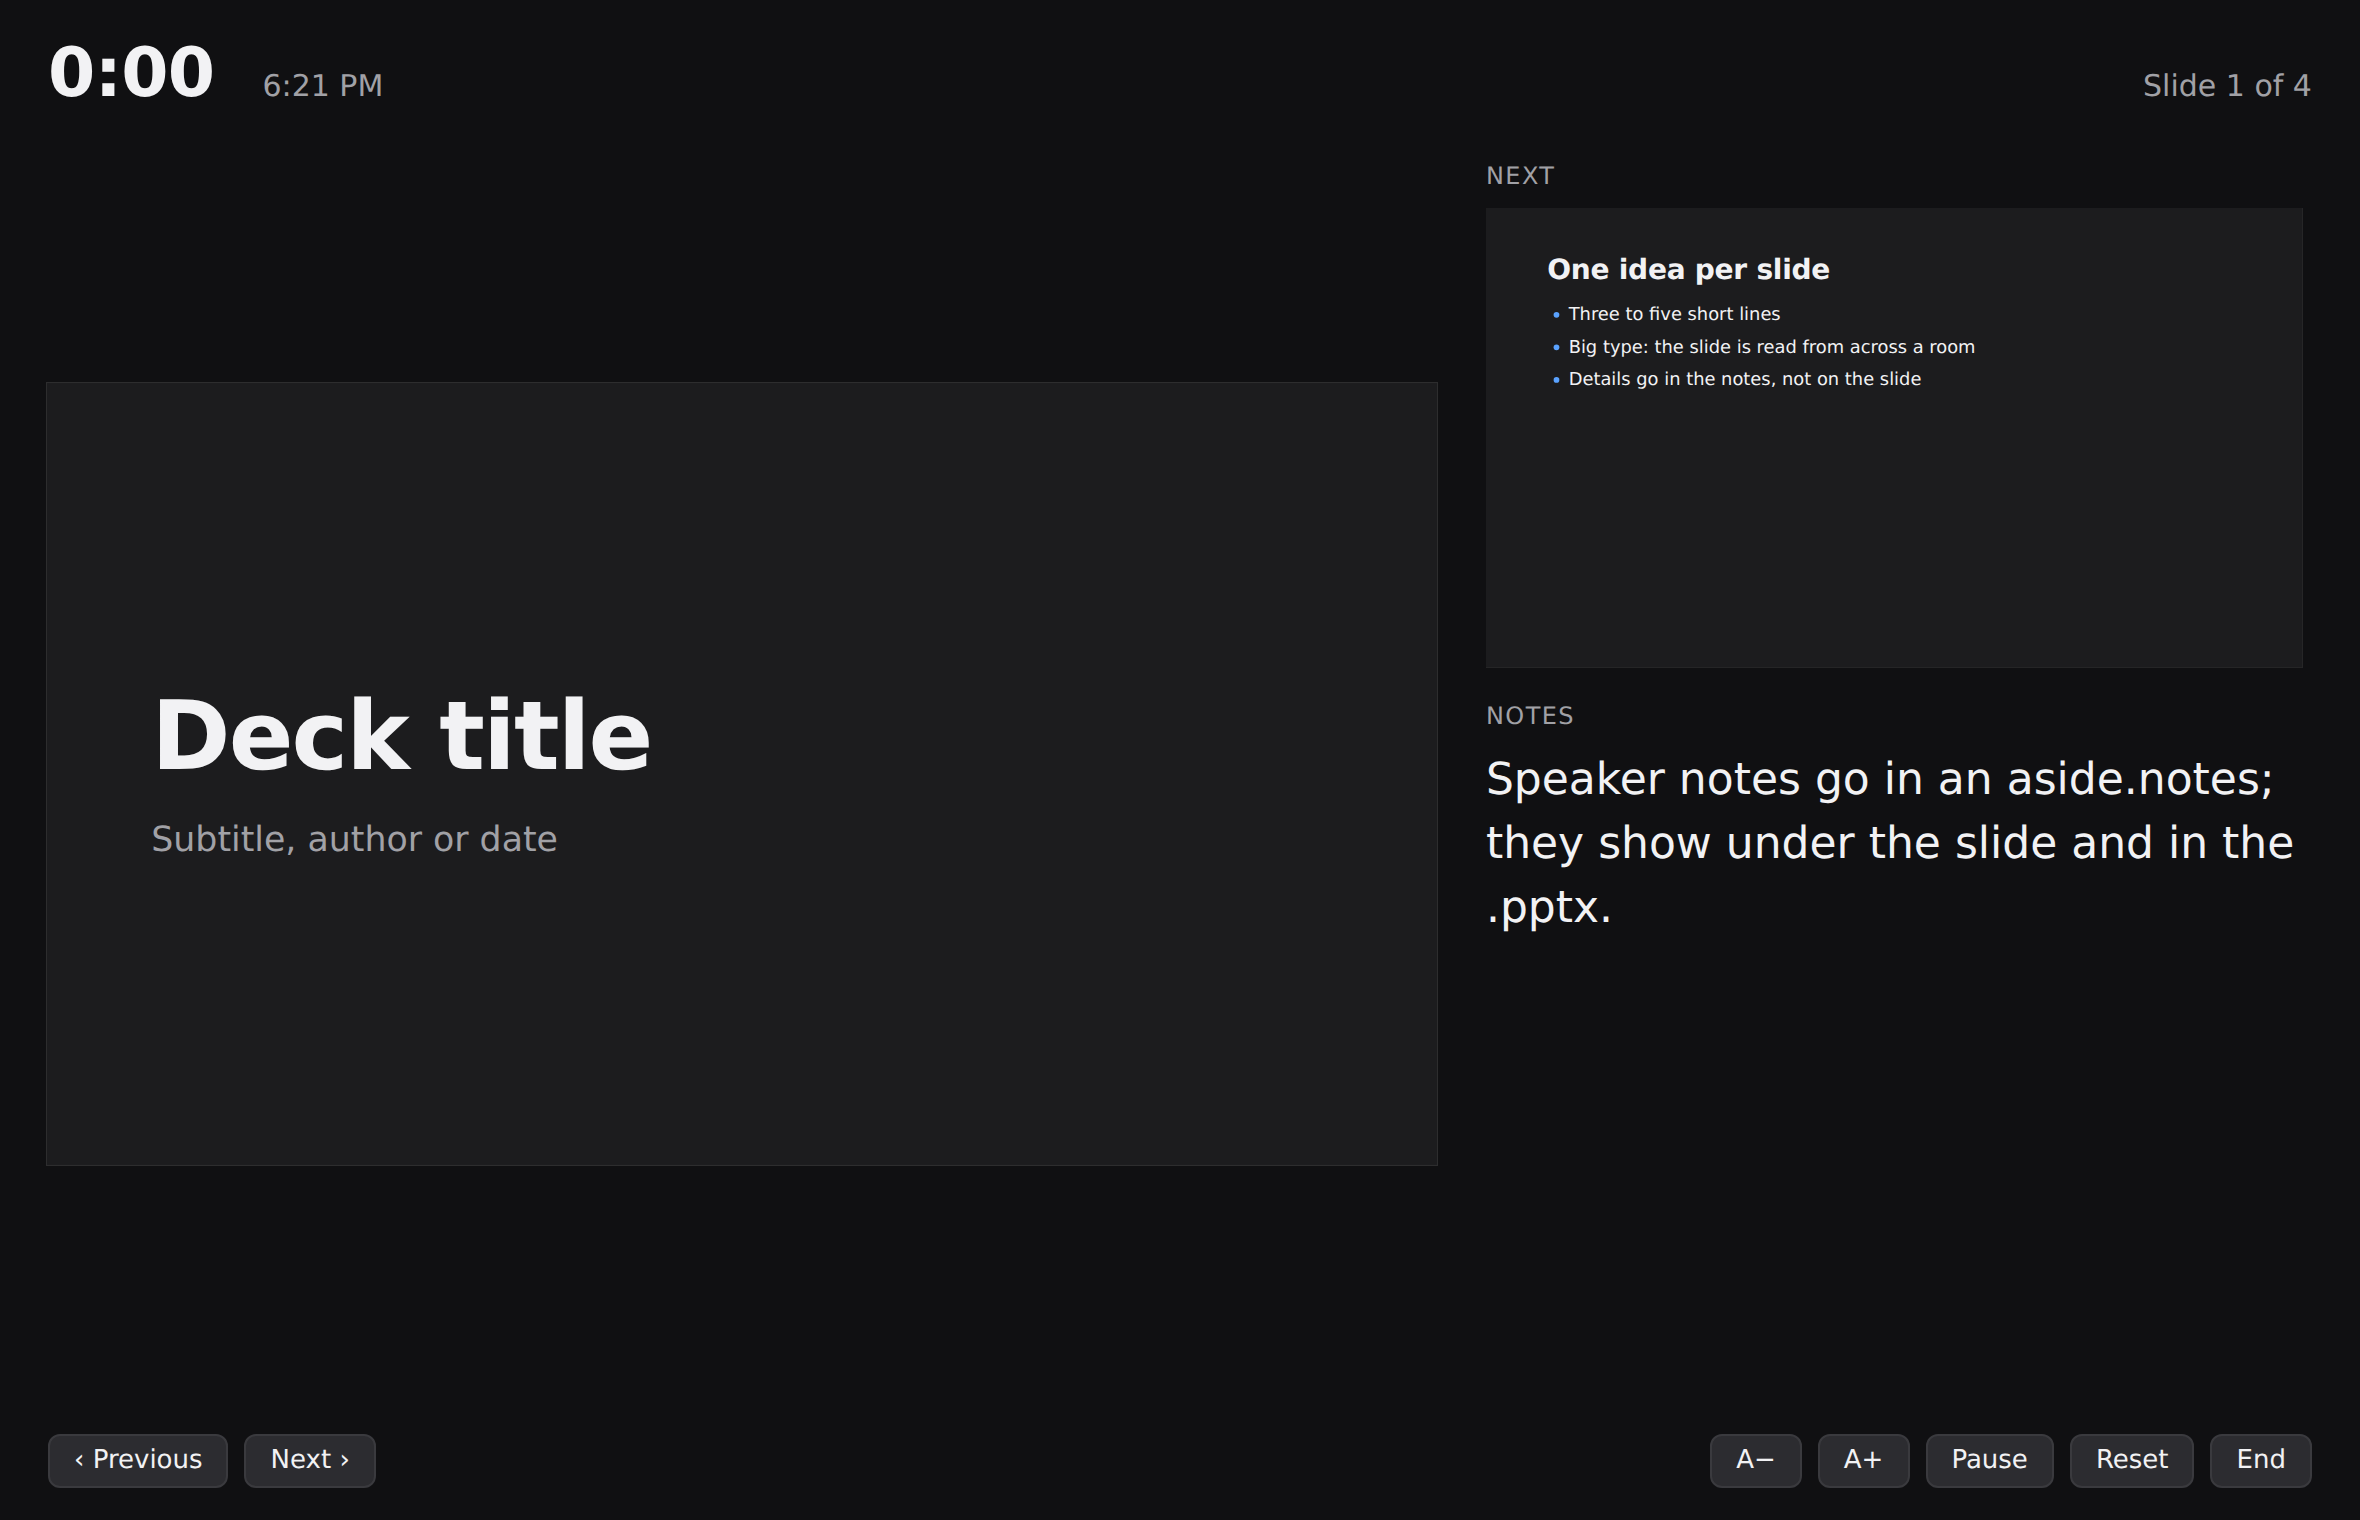 0:00
6:21 PM
Slide 1 of 4
Deck title
Subtitle, author or date
NEXT
One idea per slide
• Three to five short lines
• Big type: the slide is read from across a room
• Details go in the notes, not on the slide
NOTES
Speaker notes go in an aside.notes;
they show under the slide and in the
.pptx.
‹ Previous
Next ›
A−
A+
Pause
Reset
End